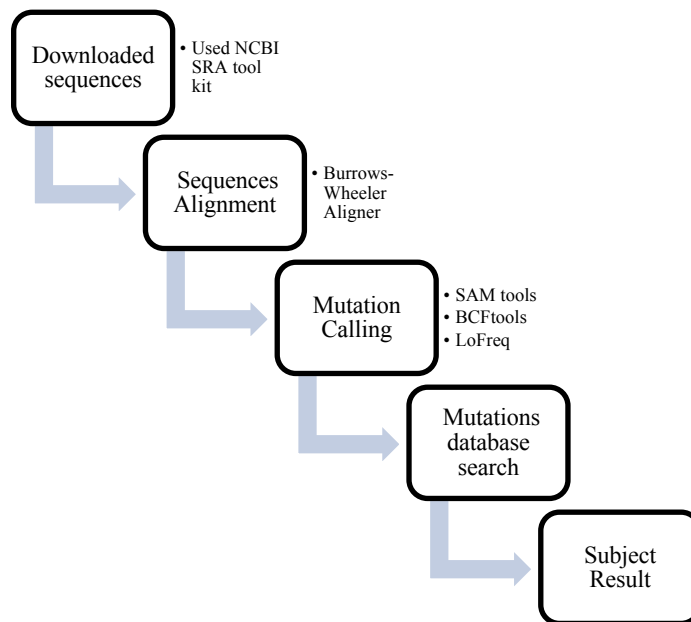 Downloaded
sequences
• Used NCBI
SRA tool
kit
Sequences
Alignment
• Burrows-
Wheeler
Aligner
Mutation
Calling
• SAM tools
• BCFtools
• LoFreq
Mutations
database
search
Subject
Result